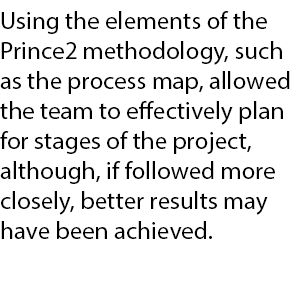 Using the elements of the
Prince2 methodology, such
as the process map, allowed
the team to effectively plan
for stages of the project,
although, if followed more
closely, better results may
have been achieved.